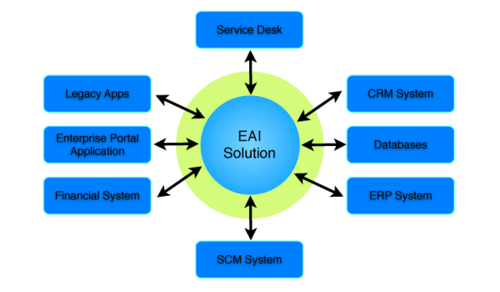 Service Desk
Legacy Apps
CRM System
Enterprise Portal
Application
EAI
Solution
Databases
Financial System
ERP System
SCM System